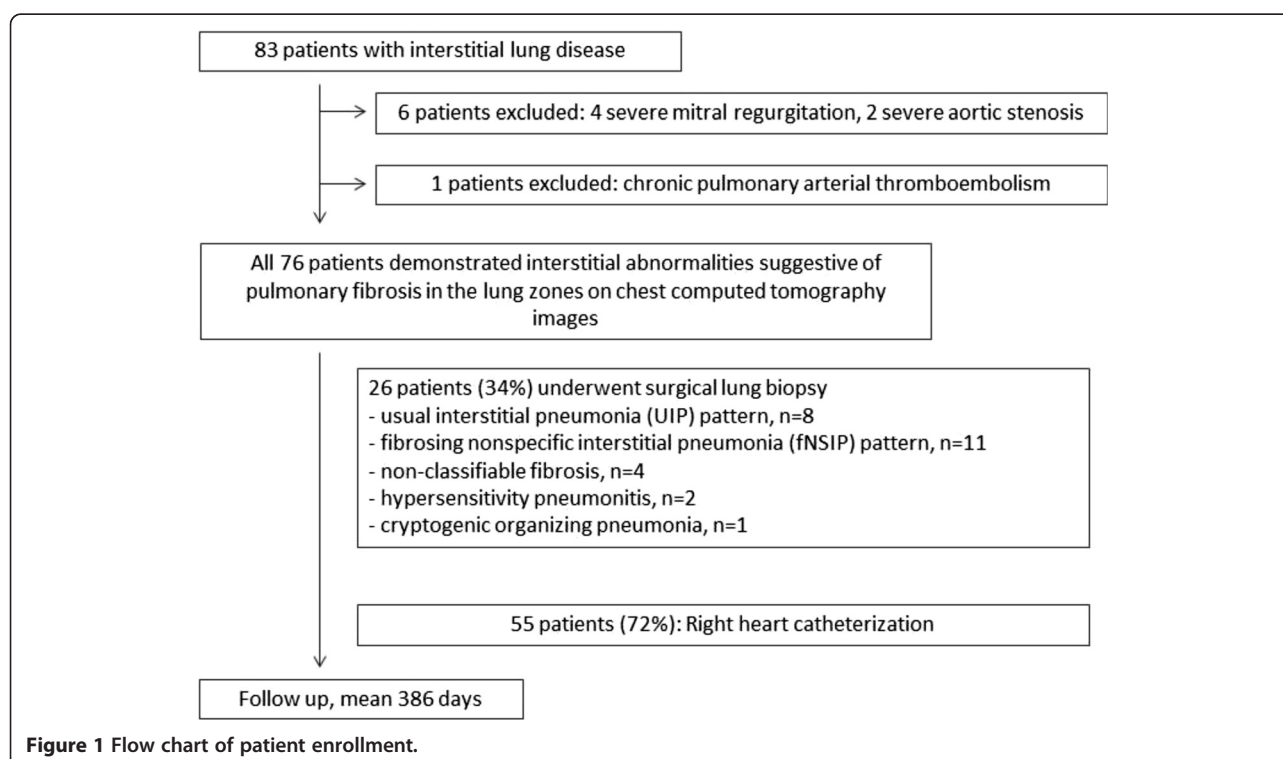 83 patients with interstitial lung disease
6 patients excluded: 4 severe mitral regurgitation, 2 severe aortic stenosis
1 patients excluded: chronic pulmonary arterial thromboembolism
All 76 patients demonstrated interstitial abnormalities suggestive of
pulmonary fibrosis in the lung zones on chest computed tomography
images
26 patients (34%) underwent surgical lung biopsy
- usual interstitial pneumonia (UIP) pattern, n=8
- fibrosing nonspecific interstitial pneumonia (fNSIP) pattern, n=11
- non-classifiable fibrosis, n=4
- hypersensitivity pneumonitis, n=2
- cryptogenic organizing pneumonia, n=1
55 patients (72%): Right heart catheterization
Follow up, mean 386 days
Figure 1 Flow chart of patient enrollment.